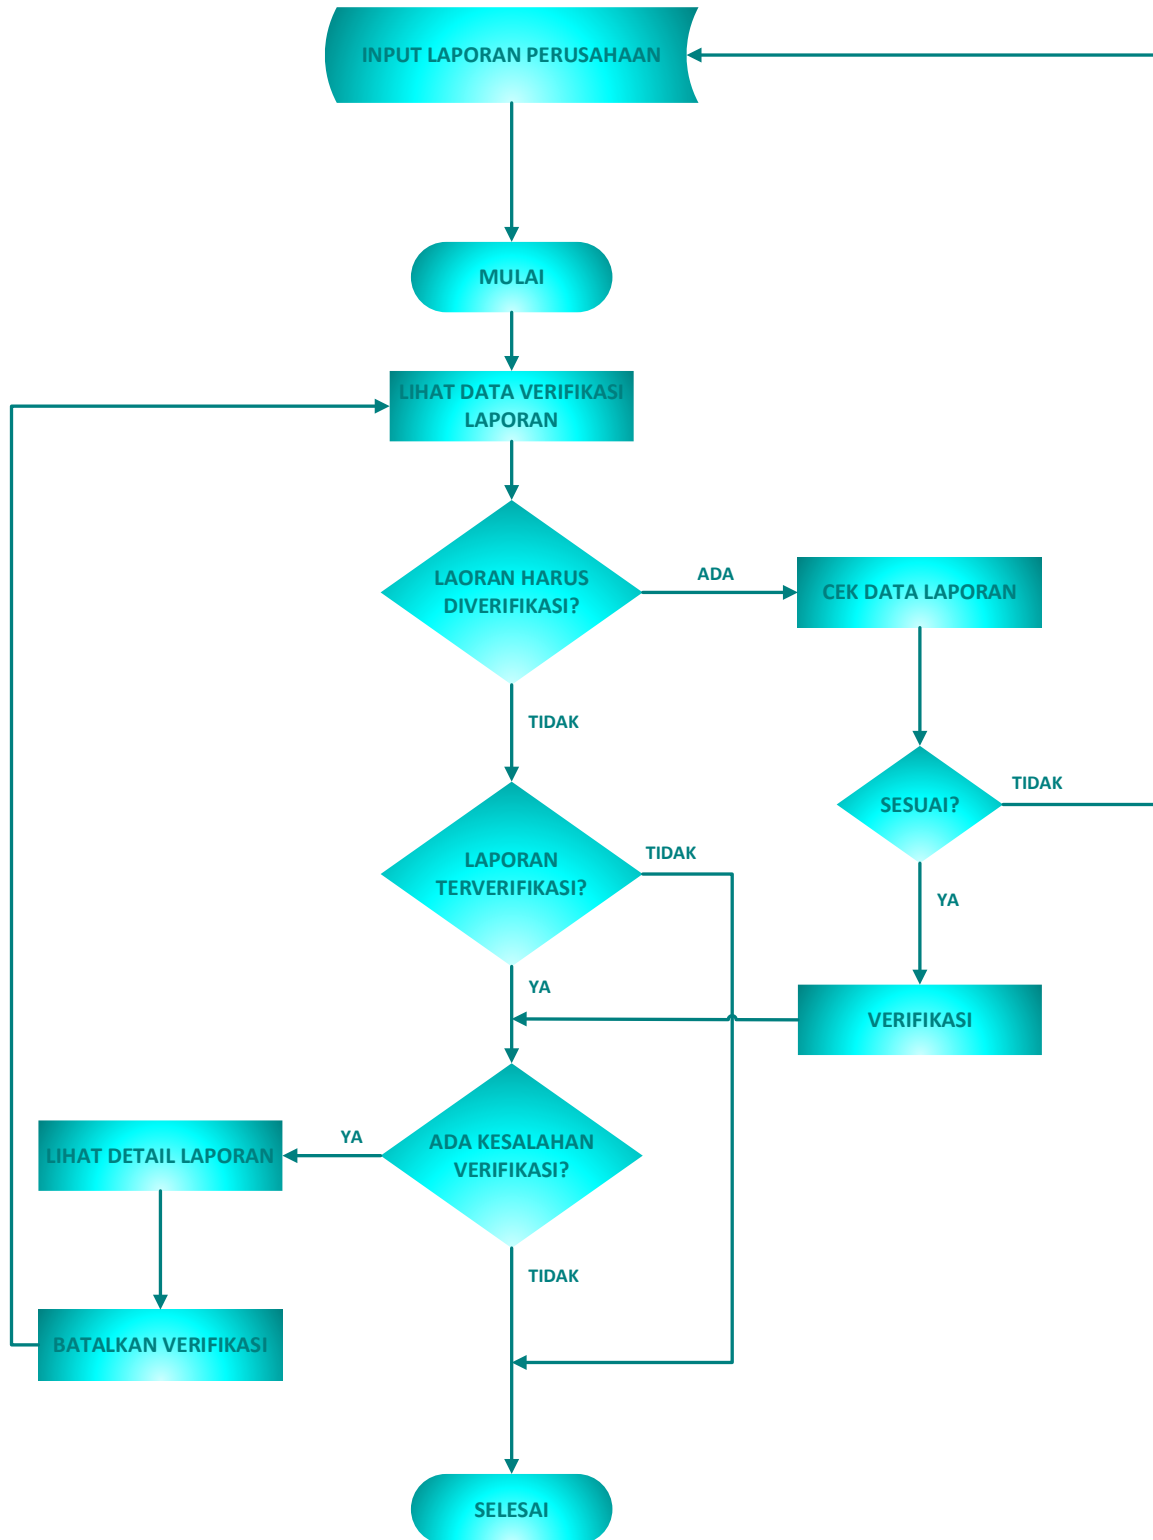 INPUT LAPORAN PERUSAHAAN
MULAI
LIHAT DATA VERIFIKASI
LAPORAN
LAORAN HARUS
DIVERIFIKASI?
ADA
CEK DATA LAPORAN
TIDAK
SESUAI?
TIDAK
YA
LAPORAN
TERVERIFIKASI?
TIDAK
YA
VERIFIKASI
ADA KESALAHAN
VERIFIKASI?
YA
LIHAT DETAIL LAPORAN
TIDAK
BATALKAN VERIFIKASI
SELESAI